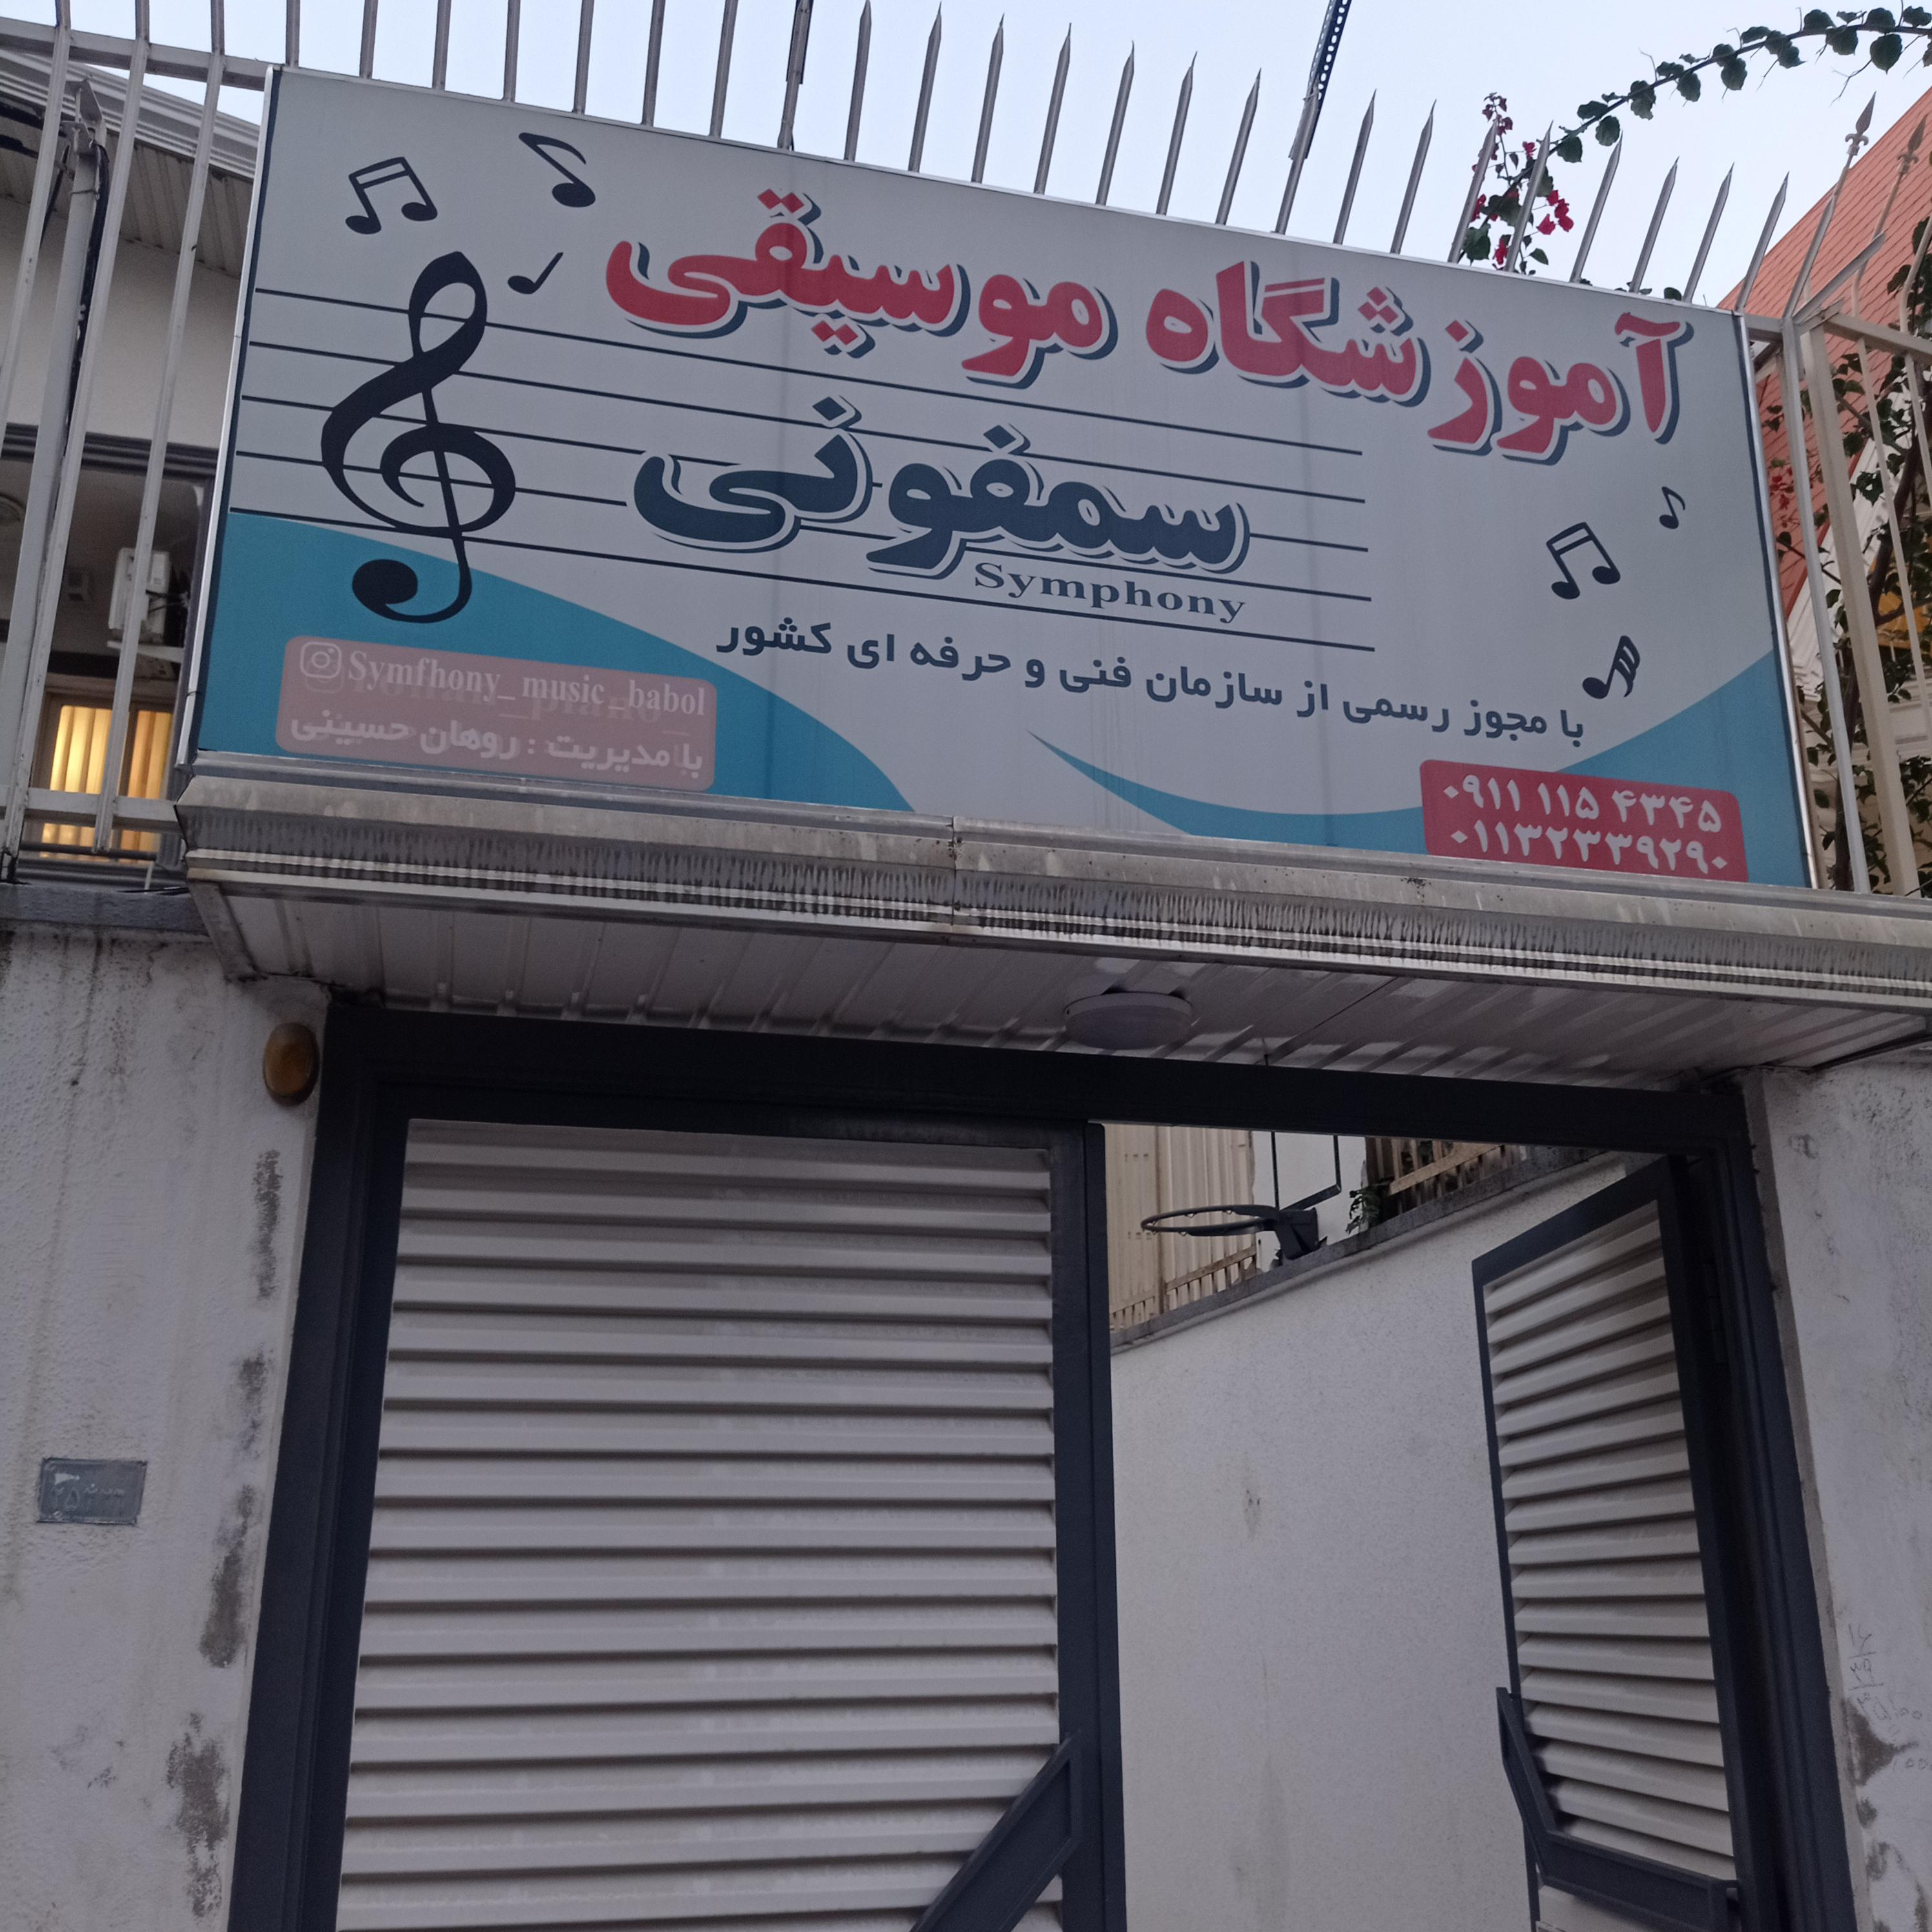 آموزشگاه موسیقی
سمفونی
Symphony
با مجوز رسمی از سازمان فنی و حرفه ای کشور
Symfhony_music_babol
با مدیریت : روهان حسینی
۰۹۱۱ ۱۱۵ ۴۳۴۵
۰۱۱۳۲۳۳۹۲۹۰